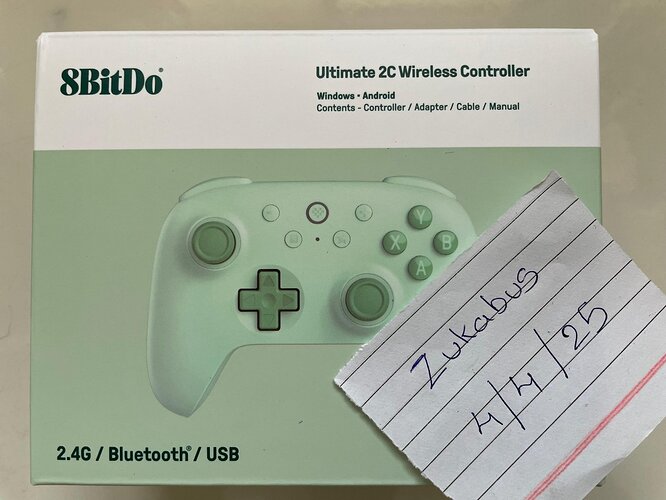 8BitDo
Ultimate 2C Wireless Controller
Windows • Android
Contents - Controller / Adapter / Cable / Manual
Y
X
B
A
Zukabus
4/4/25
2.4G / Bluetooth® / USB